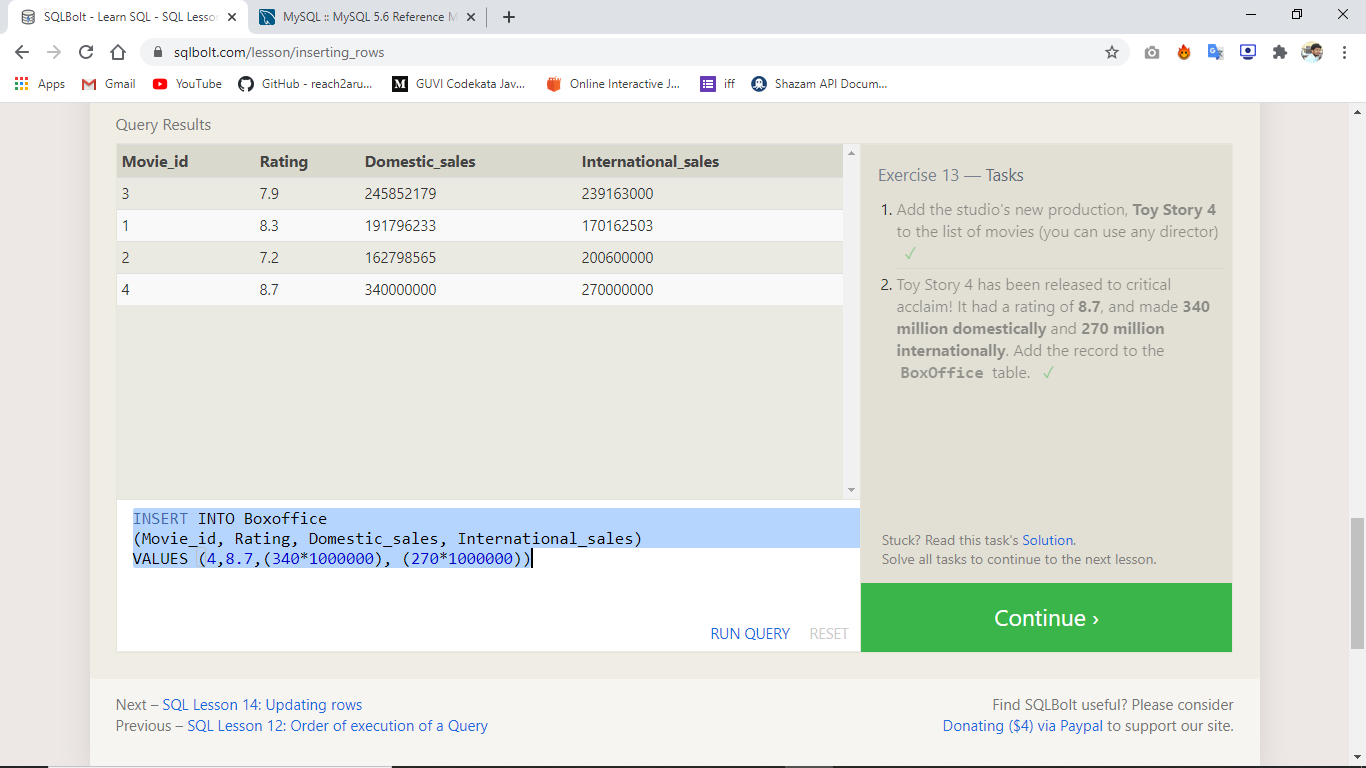 SQLBolt - Learn SQL - SQL Lesson
MySQL :: MySQL 5.6 Reference M
sqlbolt.com/lesson/inserting_rows
Apps
Gmail
YouTube
GitHub - reach2aru...
GUVI Codekata Jav...
Online Interactive J...
iff
Shazam API Docum...
Query Results
Movie_id Rating Domestic_sales International_sales
3 7.9 245852179 239163000
1 8.3 191796233 170162503
2 7.2 162798565 200600000
4 8.7 340000000 270000000
Exercise 13 — Tasks
1. Add the studio's new production, Toy Story 4
to the list of movies (you can use any director)
✓
2. Toy Story 4 has been released to critical
acclaim! It had a rating of 8.7, and made 340
million domestically and 270 million
internationally. Add the record to the
BoxOffice table. ✓
INSERT INTO Boxoffice
(Movie_id, Rating, Domestic_sales, International_sales)
VALUES (4,8.7,(340*1000000), (270*1000000))
RUN QUERY RESET
Stuck? Read this task's Solution.
Solve all tasks to continue to the next lesson.
Continue ›
Next – SQL Lesson 14: Updating rows
Previous – SQL Lesson 12: Order of execution of a Query
Find SQLBolt useful? Please consider
Donating ($4) via Paypal to support our site.